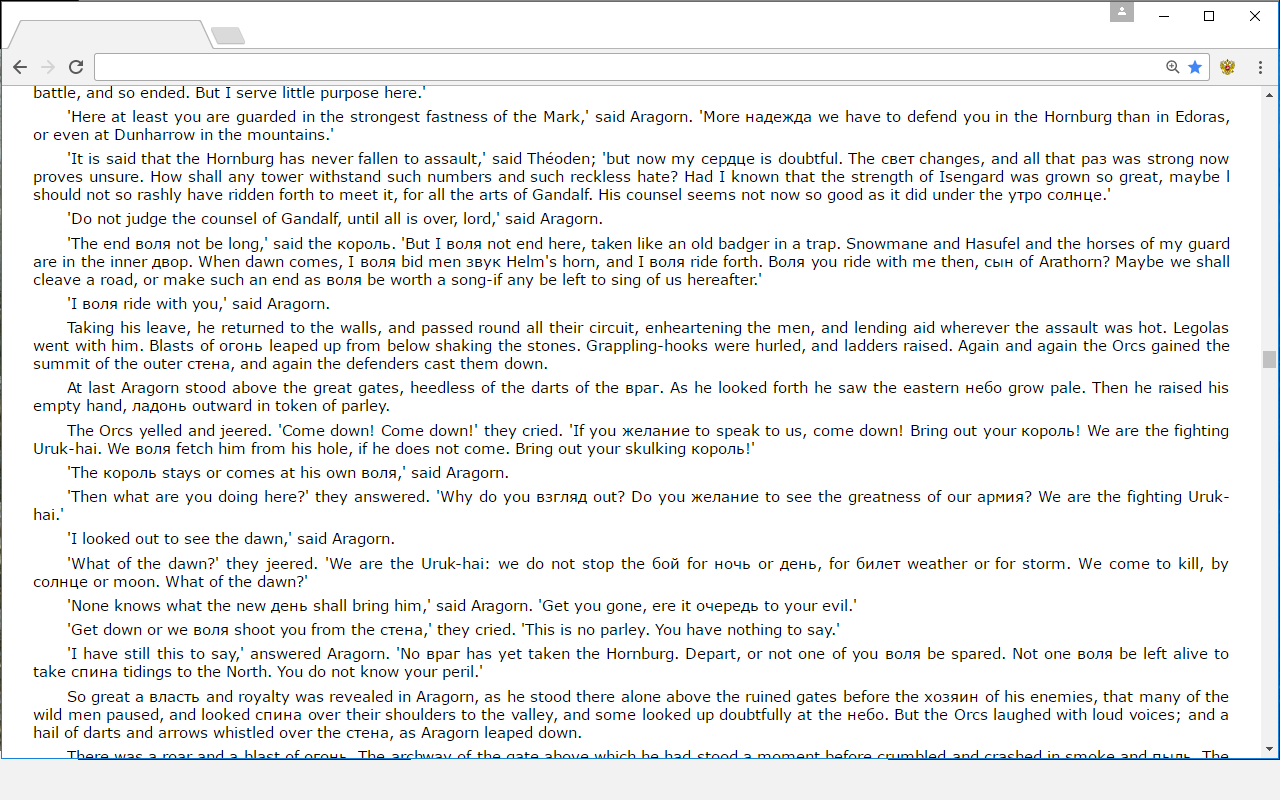 battle, and so ended. But I serve little purpose here.'
'Here at least you are guarded in the strongest fastness of the Mark,' said Aragorn. 'More надежда we have to defend you in the Hornburg than in Edoras,
or even at Dunharrow in the mountains.'
'It is said that the Hornburg has never fallen to assault,' said Théoden; 'but now my сердце is doubtful. The свет changes, and all that раз was strong now
proves unsure. How shall any tower withstand such numbers and such reckless hate? Had I known that the strength of Isengard was grown so great, maybe I
should not so rashly have ridden forth to meet it, for all the arts of Gandalf. His counsel seems not now so good as it did under the утро солнце.'
'Do not judge the counsel of Gandalf, until all is over, lord,' said Aragorn.
'The end воля not be long,' said the король. 'But I воля not end here, taken like an old badger in a trap. Snowmane and Hasufel and the horses of my guard
are in the inner двор. When dawn comes, I воля bid men звук Helm's horn, and I воля ride forth. Воля you ride with me then, сын of Arathorn? Maybe we shall
cleave a road, or make such an end as воля be worth a song-if any be left to sing of us hereafter.'
'I воля ride with you,' said Aragorn.
Taking his leave, he returned to the walls, and passed round all their circuit, enheartening the men, and lending aid wherever the assault was hot. Legolas
went with him. Blasts of огонь leaped up from below shaking the stones. Grappling-hooks were hurled, and ladders raised. Again and again the Orcs gained the
summit of the outer стена, and again the defenders cast them down.
At last Aragorn stood above the great gates, heedless of the darts of the враг. As he looked forth he saw the eastern небо grow pale. Then he raised his
empty hand, ладонь outward in token of parley.
The Orcs yelled and jeered. 'Come down! Come down!' they cried. 'If you желание to speak to us, come down! Bring out your король! We are the fighting
Uruk-hai. We воля fetch him from his hole, if he does not come. Bring out your skulking король!'
'The король stays or comes at his own воля,' said Aragorn.
'Then what are you doing here?' they answered. 'Why do you взгляд out? Do you желание to see the greatness of our армия? We are the fighting Uruk-
hai.'
'I looked out to see the dawn,' said Aragorn.
'What of the dawn?' they jeered. 'We are the Uruk-hai: we do not stop the бой for ночь or день, for билет weather or for storm. We come to kill, by
солнце or moon. What of the dawn?'
'None knows what the new день shall bring him,' said Aragorn. 'Get you gone, ere it очередь to your evil.'
'Get down or we воля shoot you from the стена,' they cried. 'This is no parley. You have nothing to say.'
'I have still this to say,' answered Aragorn. 'No враг has yet taken the Hornburg. Depart, or not one of you воля be spared. Not one воля be left alive to
take спина tidings to the North. You do not know your peril.'
So great a власть and royalty was revealed in Aragorn, as he stood there alone above the ruined gates before the хозяин of his enemies, that many of the
wild men paused, and looked спина over their shoulders to the valley, and some looked up doubtfully at the небо. But the Orcs laughed with loud voices; and a
hail of darts and arrows whistled over the стена, as Aragorn leaped down.
There was a roar and a blast of огонь. The archway of the gate above which he had stood a moment before crumbled and crashed in smoke and пыль. The